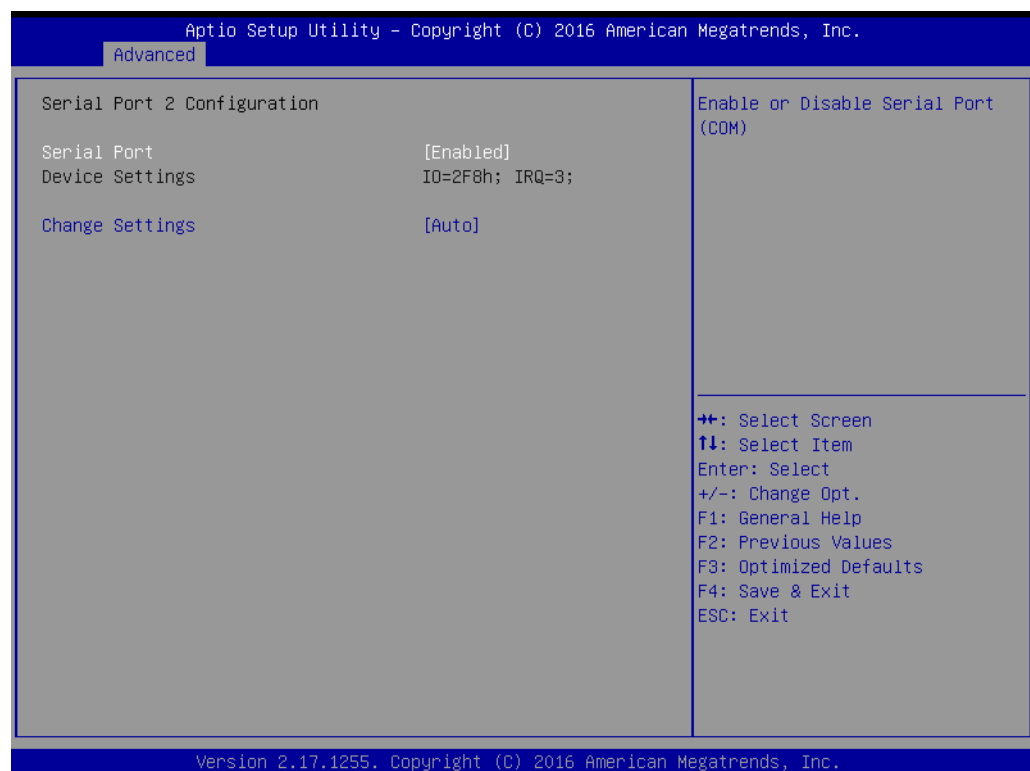 Aptio Setup Utility – Copyright (C) 2016 American Megatrends, Inc.
Advanced
Serial Port 2 Configuration
Serial Port [Enabled]
Device Settings IO=2F8h; IRQ=3;
Change Settings [Auto]
Enable or Disable Serial Port
(COM)
→←: Select Screen
↑↓: Select Item
Enter: Select
+/-: Change Opt.
F1: General Help
F2: Previous Values
F3: Optimized Defaults
F4: Save & Exit
ESC: Exit
Version 2.17.1255. Copyright (C) 2016 American Megatrends, Inc.